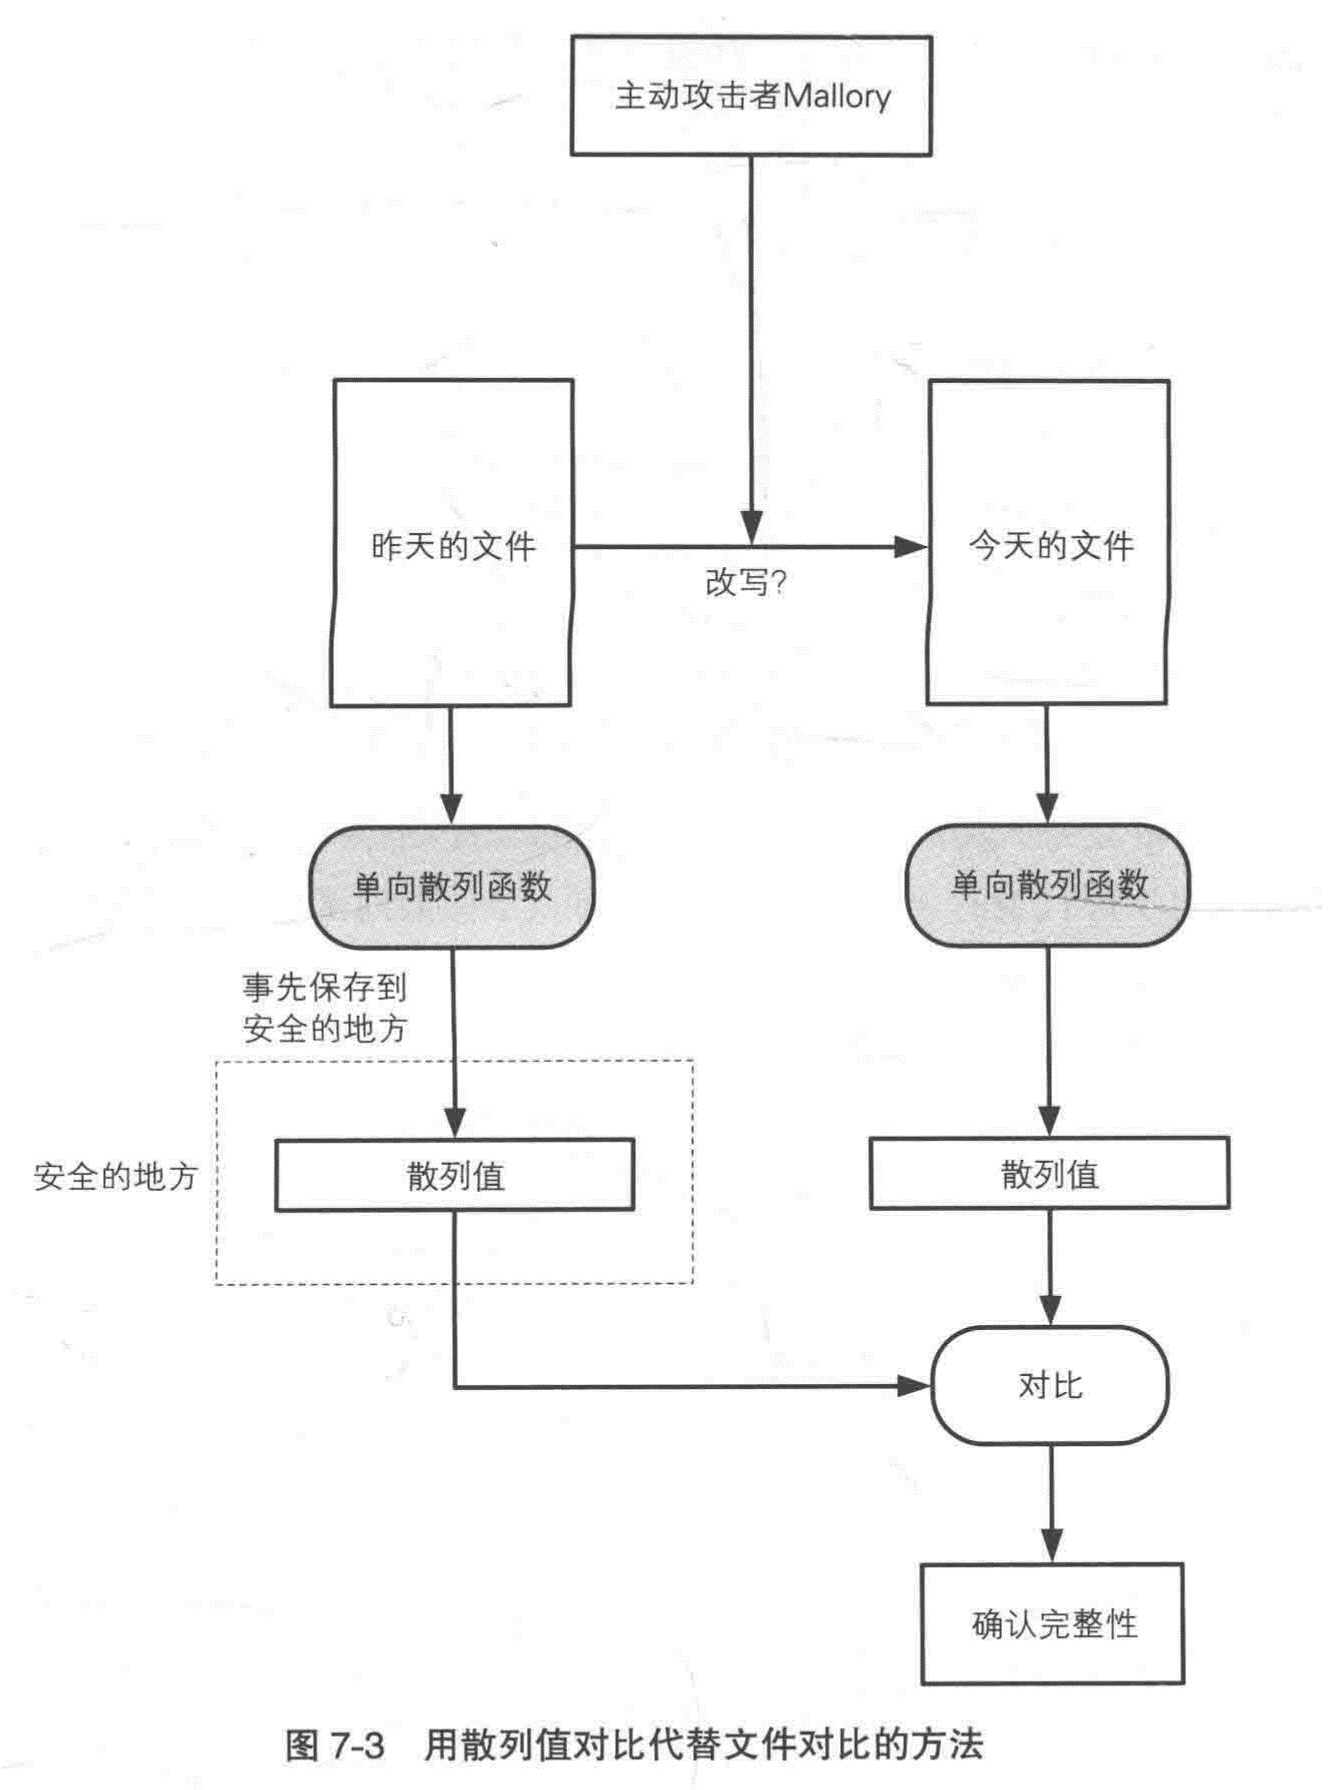 主动攻击者Mallory
昨天的文件
今天的文件
改写？
单向散列函数
单向散列函数
事先保存到
安全的地方
安全的地方
散列值
散列值
对比
确认完整性
图 7-3 用散列值对比代替文件对比的方法